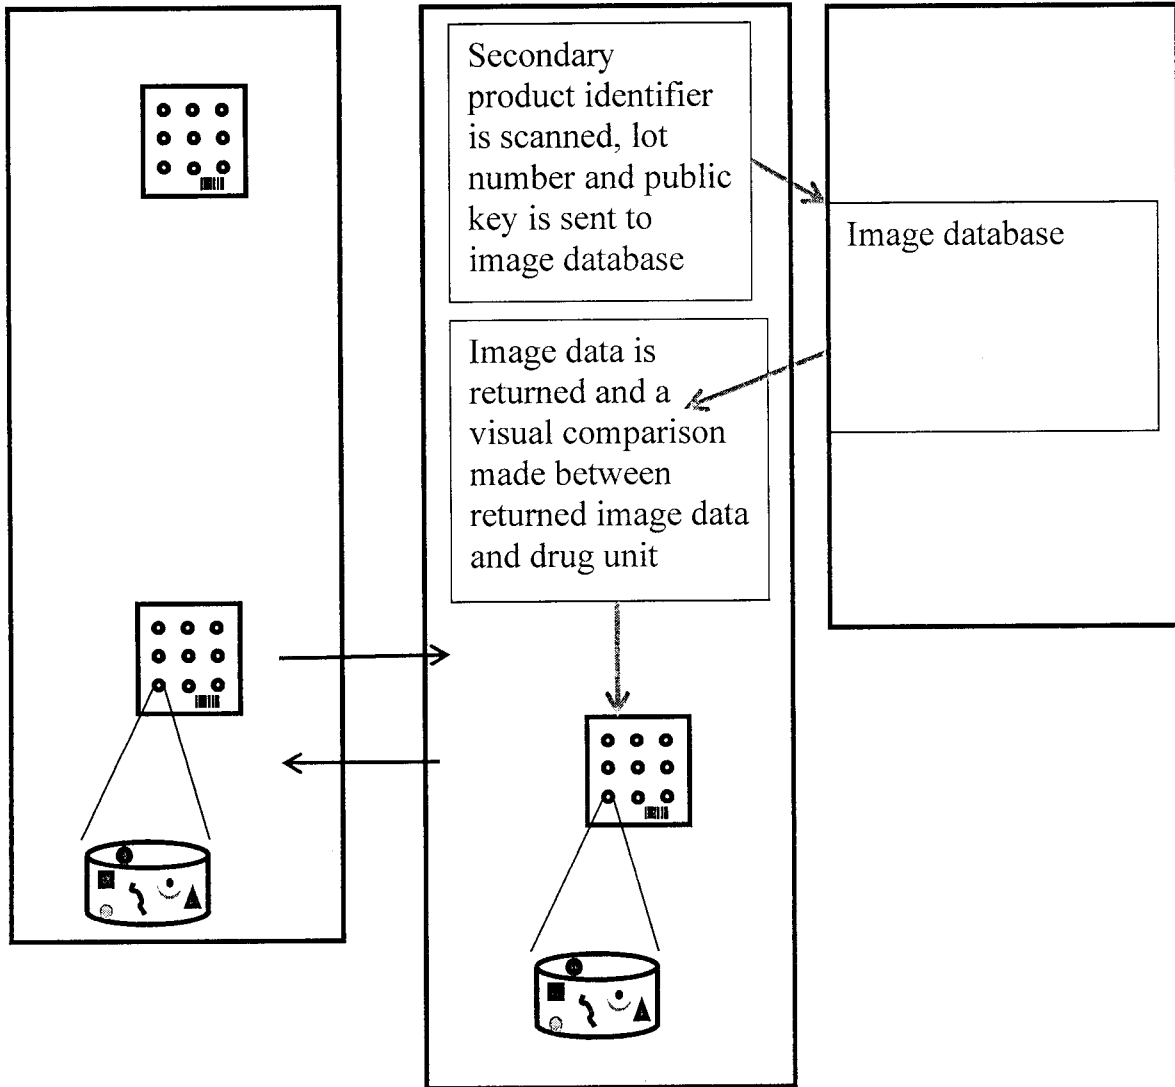 Secondary
product identifier
is scanned, lot
number and public
key is sent to
image database
Image database
Image data is
returned and a
visual comparison
made between
returned image data
and drug unit